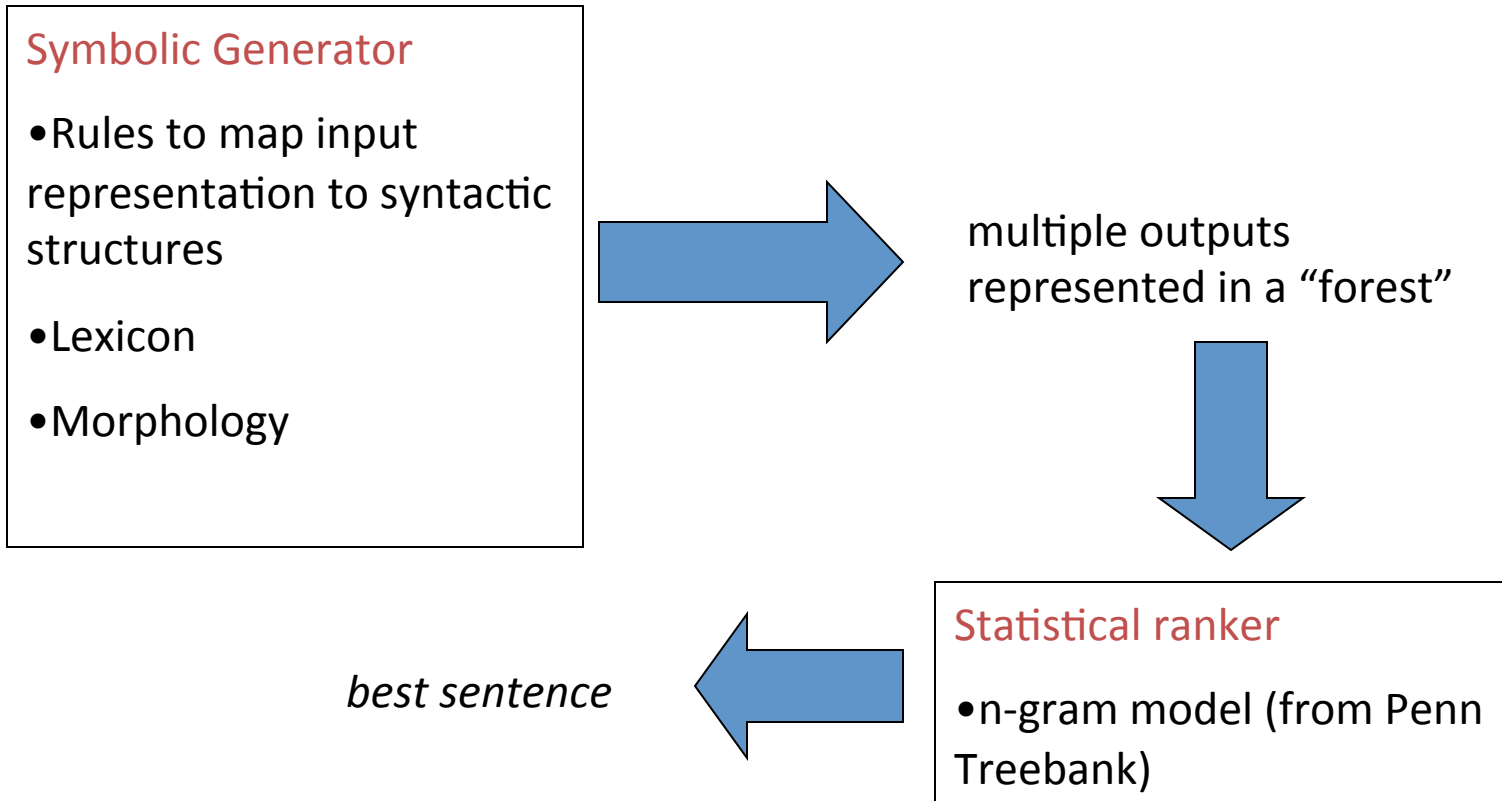 Symbolic Generator
•Rules to map input
representation to syntactic
structures
•Lexicon
•Morphology
multiple outputs
represented in a “forest”
Statistical ranker
•n-gram model (from Penn
Treebank)
best sentence